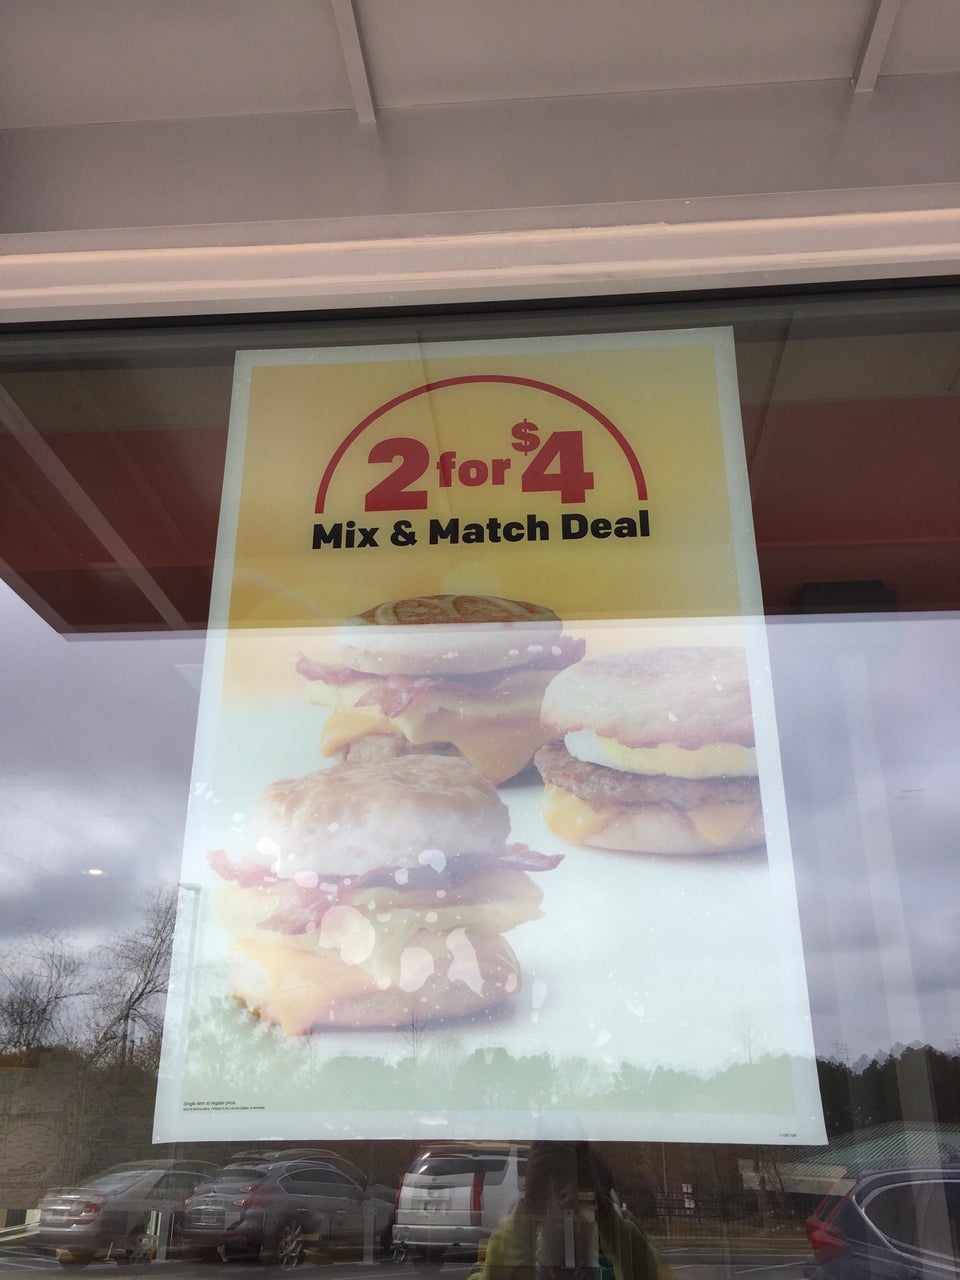 2 for $4
Mix & Match Deal
Single item at regular price.